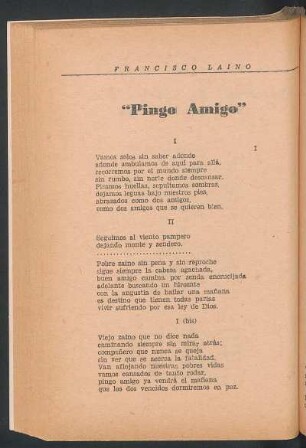 FRANCISCO LAINO
"Pingo Amigo"
I
Vamos solos sin saber adonde
adonde ambulamos de aquí para allá,
recorremos por el mundo siempre
sin rumbo, sin norte donde descansar.
Pisamos huellas, sepultamos sombras,
dejamos leguas bajo nuestros pies,
abrazados como dos amigos,
como dos amigos que se quieren bien.
II
Seguimos al viento pampero
dejando monte y sendero.
Pobre zaino sin pena y sin reproche
sigue siempre la cabeza agachada,
buen amigo cambia por senda encrucijada
adelante buscando un
con la angustia de hallar una mañana
es destino que tienen todas partes
vivir sufriendo por esa ley de Dios.
I (bis)
Viejo zaino que no dice nada
caminando siempre sin mirar atrás;
compañero que nunca se queja
sin ver que se acerca la fatalidad.
Van aflojando nuestras pobres vidas
vamos cansados de tanto rodar,
pingo amigo ya vendrá el mañana
que los dos vencidos dormiremos en paz.